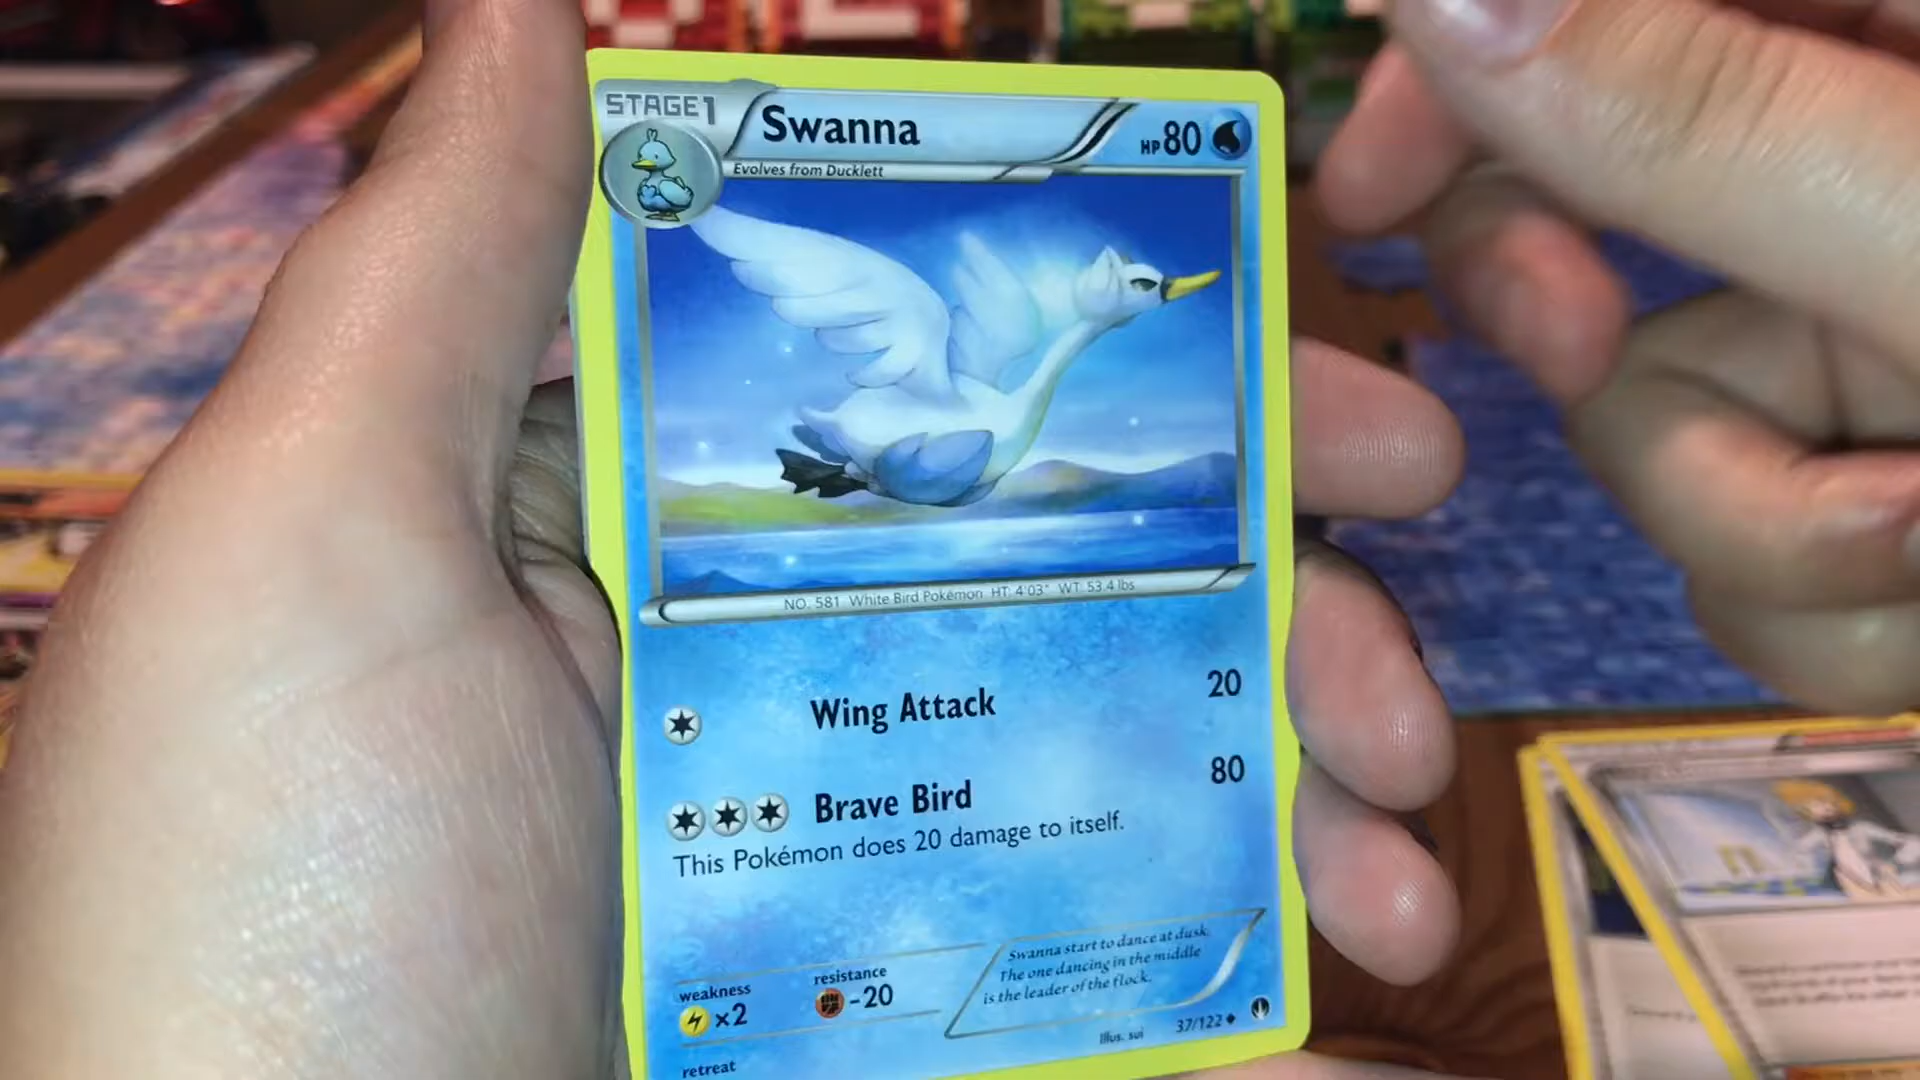 STAGE1
Swanna
HP80
Evolves from Ducklett
NO. 581 White Bird Pokémon HT: 4'03" WT: 53.4 lbs
Wing Attack 20
Brave Bird 80
This Pokémon does 20 damage to itself.
weakness
×2
resistance
-20
Swanna start to dance at dusk.
The one dancing in the middle
is the leader of the flock.
retreat
Illus. sui
37/122